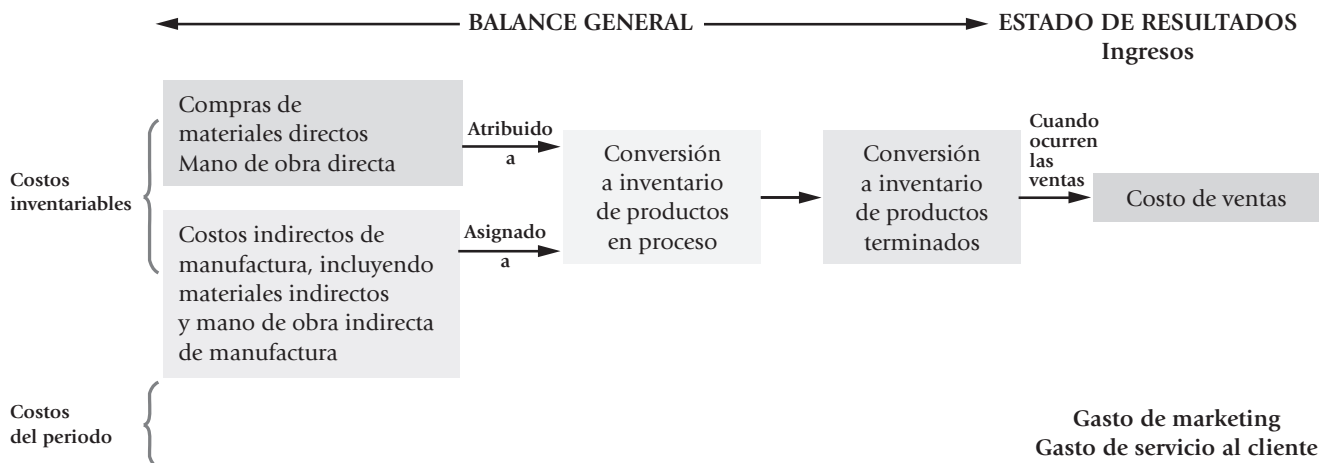 BALANCE GENERAL
ESTADO DE RESULTADOS
Ingresos
Costos
inventariables
Compras de
materiales directos
Mano de obra directa
Atribuido
a
Costos indirectos de
manufactura, incluyendo
materiales indirectos
y mano de obra indirecta
de manufactura
Asignado
a
Conversión
a inventario
de productos
en proceso
Conversión
a inventario
de productos
terminados
Cuando
ocurren
las
ventas
Costo de ventas
Costos
del periodo
Gasto de marketing
Gasto de servicio al cliente